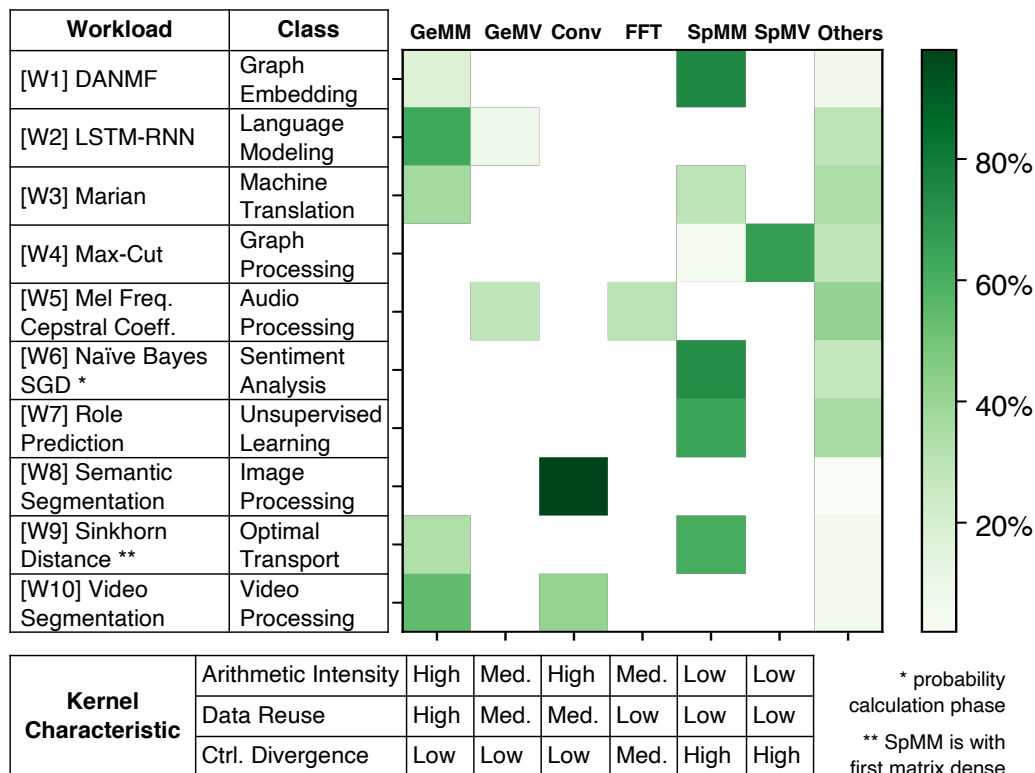 Workload Class GeMM GeMV Conv FFT SpMM SpMV Others
[W1] DANMF Graph Embedding
[W2] LSTM-RNN Language Modeling
[W3] Marian Machine Translation
[W4] Max-Cut Graph Processing
[W5] Mel Freq. Cepstral Coeff. Audio Processing
[W6] Naïve Bayes SGD * Sentiment Analysis
[W7] Role Prediction Unsupervised Learning
[W8] Semantic Segmentation Image Processing
[W9] Sinkhorn Distance ** Optimal Transport
[W10] Video Segmentation Video Processing
80%
60%
40%
20%
Kernel Characteristic
Arithmetic Intensity High Med. High Med. Low Low
Data Reuse High Med. Med. Low Low Low
Ctrl. Divergence Low Low Low Med. High High
* probability
calculation phase
** SpMM is with
first matrix dense